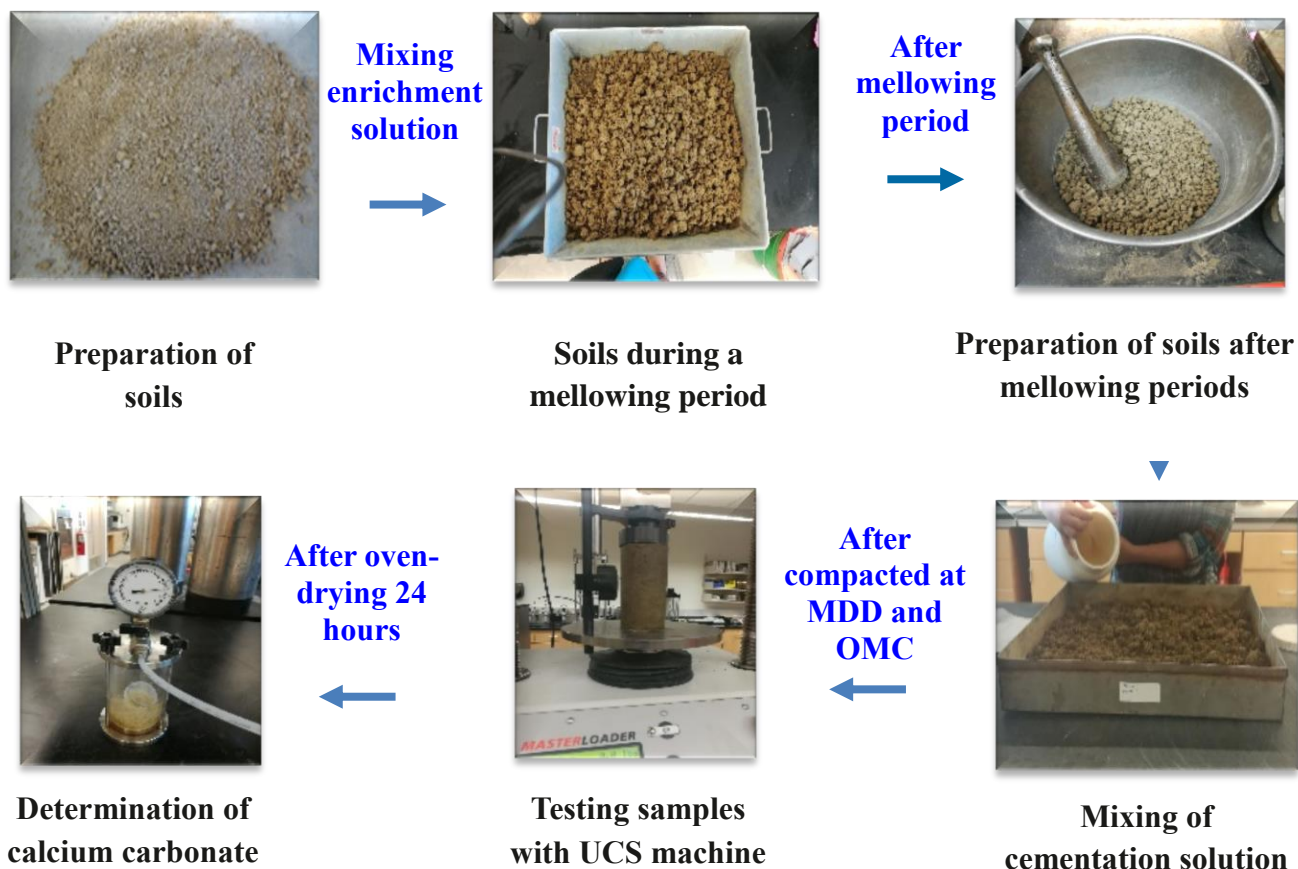 Mixing
enrichment
solution
After
mellowing
period
Preparation of
soils
Soils during a
mellowing period
Preparation of soils after
mellowing periods
After oven-
drying 24
hours
After
compacted at
MDD and
OMC
MASTERLOADER
Determination of
calcium carbonate
Testing samples
with UCS machine
Mixing of
cementation solution